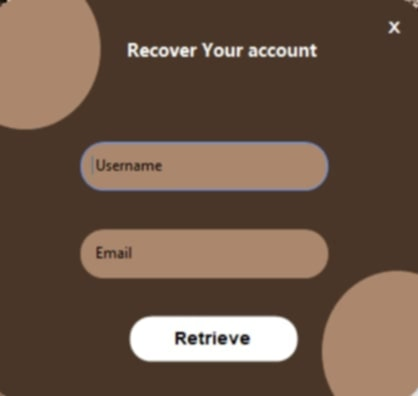 x
Recover Your account
Username
Email
Retrieve